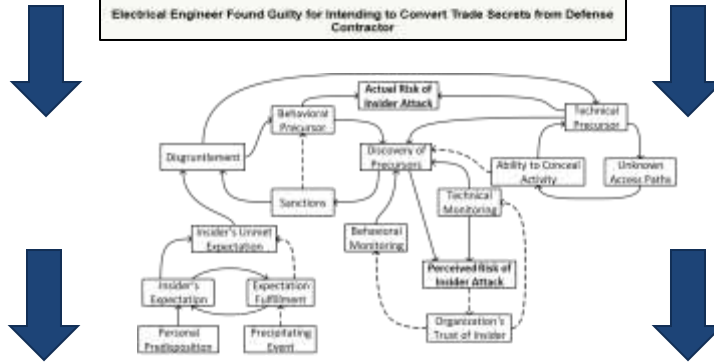 Electrical Engineer Found Guilty for Intending to Convert Trade Secrets from Defense
Contractor
Actual Risk of
Insider Attack
Behavioral
Precursor
Technical
Precursor
Disgruntlement
Discovery of
Precursors
Ability to Conceal
Activity
Unknown
Access Paths
Sanctions
Technical
Monitoring
Insider's Unmet
Expectation
Behavioral
Monitoring
Perceived Risk of
Insider Attack
Insider's
Expectation
Expectation
Fulfillment
Organization's
Trust of Insider
Personal
Predisposition
Precipitating
Event